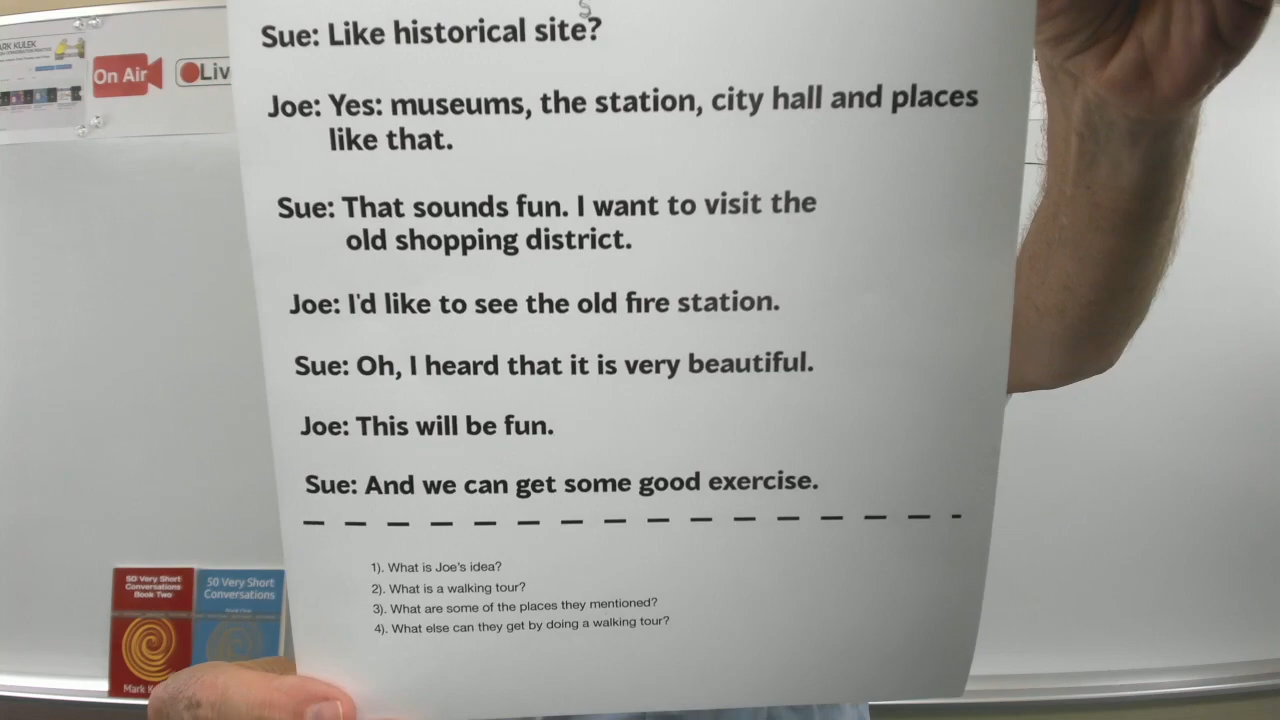 ARK KULEK
On Air
Liv
s
Sue: Like historical site?
Joe: Yes: museums, the station, city hall and places
like that.
Sue: That sounds fun. I want to visit the
old shopping district.
Joe: I'd like to see the old fire station.
Sue: Oh, I heard that it is very beautiful.
Joe: This will be fun.
Sue: And we can get some good exercise.
1). What is Joe's idea?
2). What is a walking tour?
3). What are some of the places they mentioned?
4). What else can they get by doing a walking tour?
50 Very Short
Conversations
Book Two
Mark K
50 Very Short
Conversations